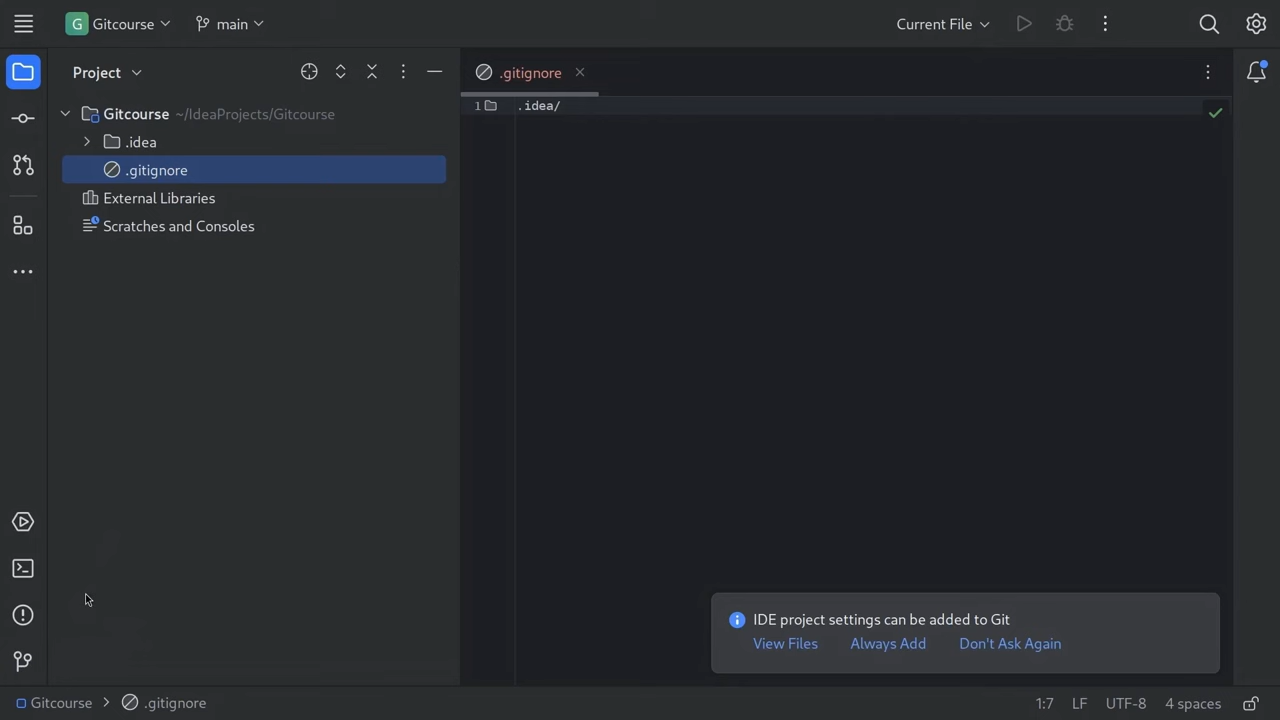 G Gitcourse main Current File
Project
.gitignore
Gitcourse ~/IdeaProjects/Gitcourse
1 .idea/
.idea
.gitignore
External Libraries
Scratches and Consoles
IDE project settings can be added to Git
View Files Always Add Don't Ask Again
Gitcourse .gitignore 1:7 LF UTF-8 4 spaces